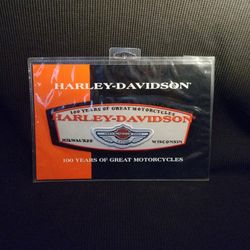 HARLEY-DAVIDSON
100 YEARS OF GREAT MOTORCYCLES
HARLEY-DAVIDSON
MILWAUKEE WISCONSIN
100 YEARS OF GREAT MOTORCYCLES